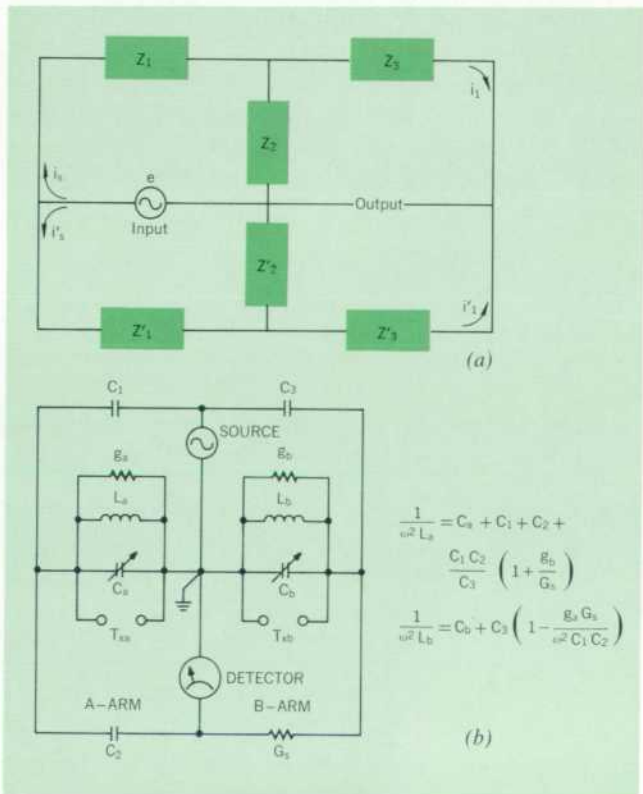 Z₁
Z₃
i₁
Z₂
e
iₛ
Output
Input
i'ₛ
Z'₂
i'₁
Z'₁
Z'₃
(a)
C₁
C₃
SOURCE
gₐ
g_b
Lₐ
L_b
Cₐ
C_b
Tₓₐ
T_xb
DETECTOR
A–ARM
B–ARM
C₂
Gₛ
1/(ω² Lₐ) = Cₐ + C₁ + C₂ +
(C₁ C₂)/C₃ (1 + g_b/Gₛ)
1/(ω² L_b) = C_b + C₃ (1 − (gₐ Gₛ)/(ω² C₁ C₂))
(b)